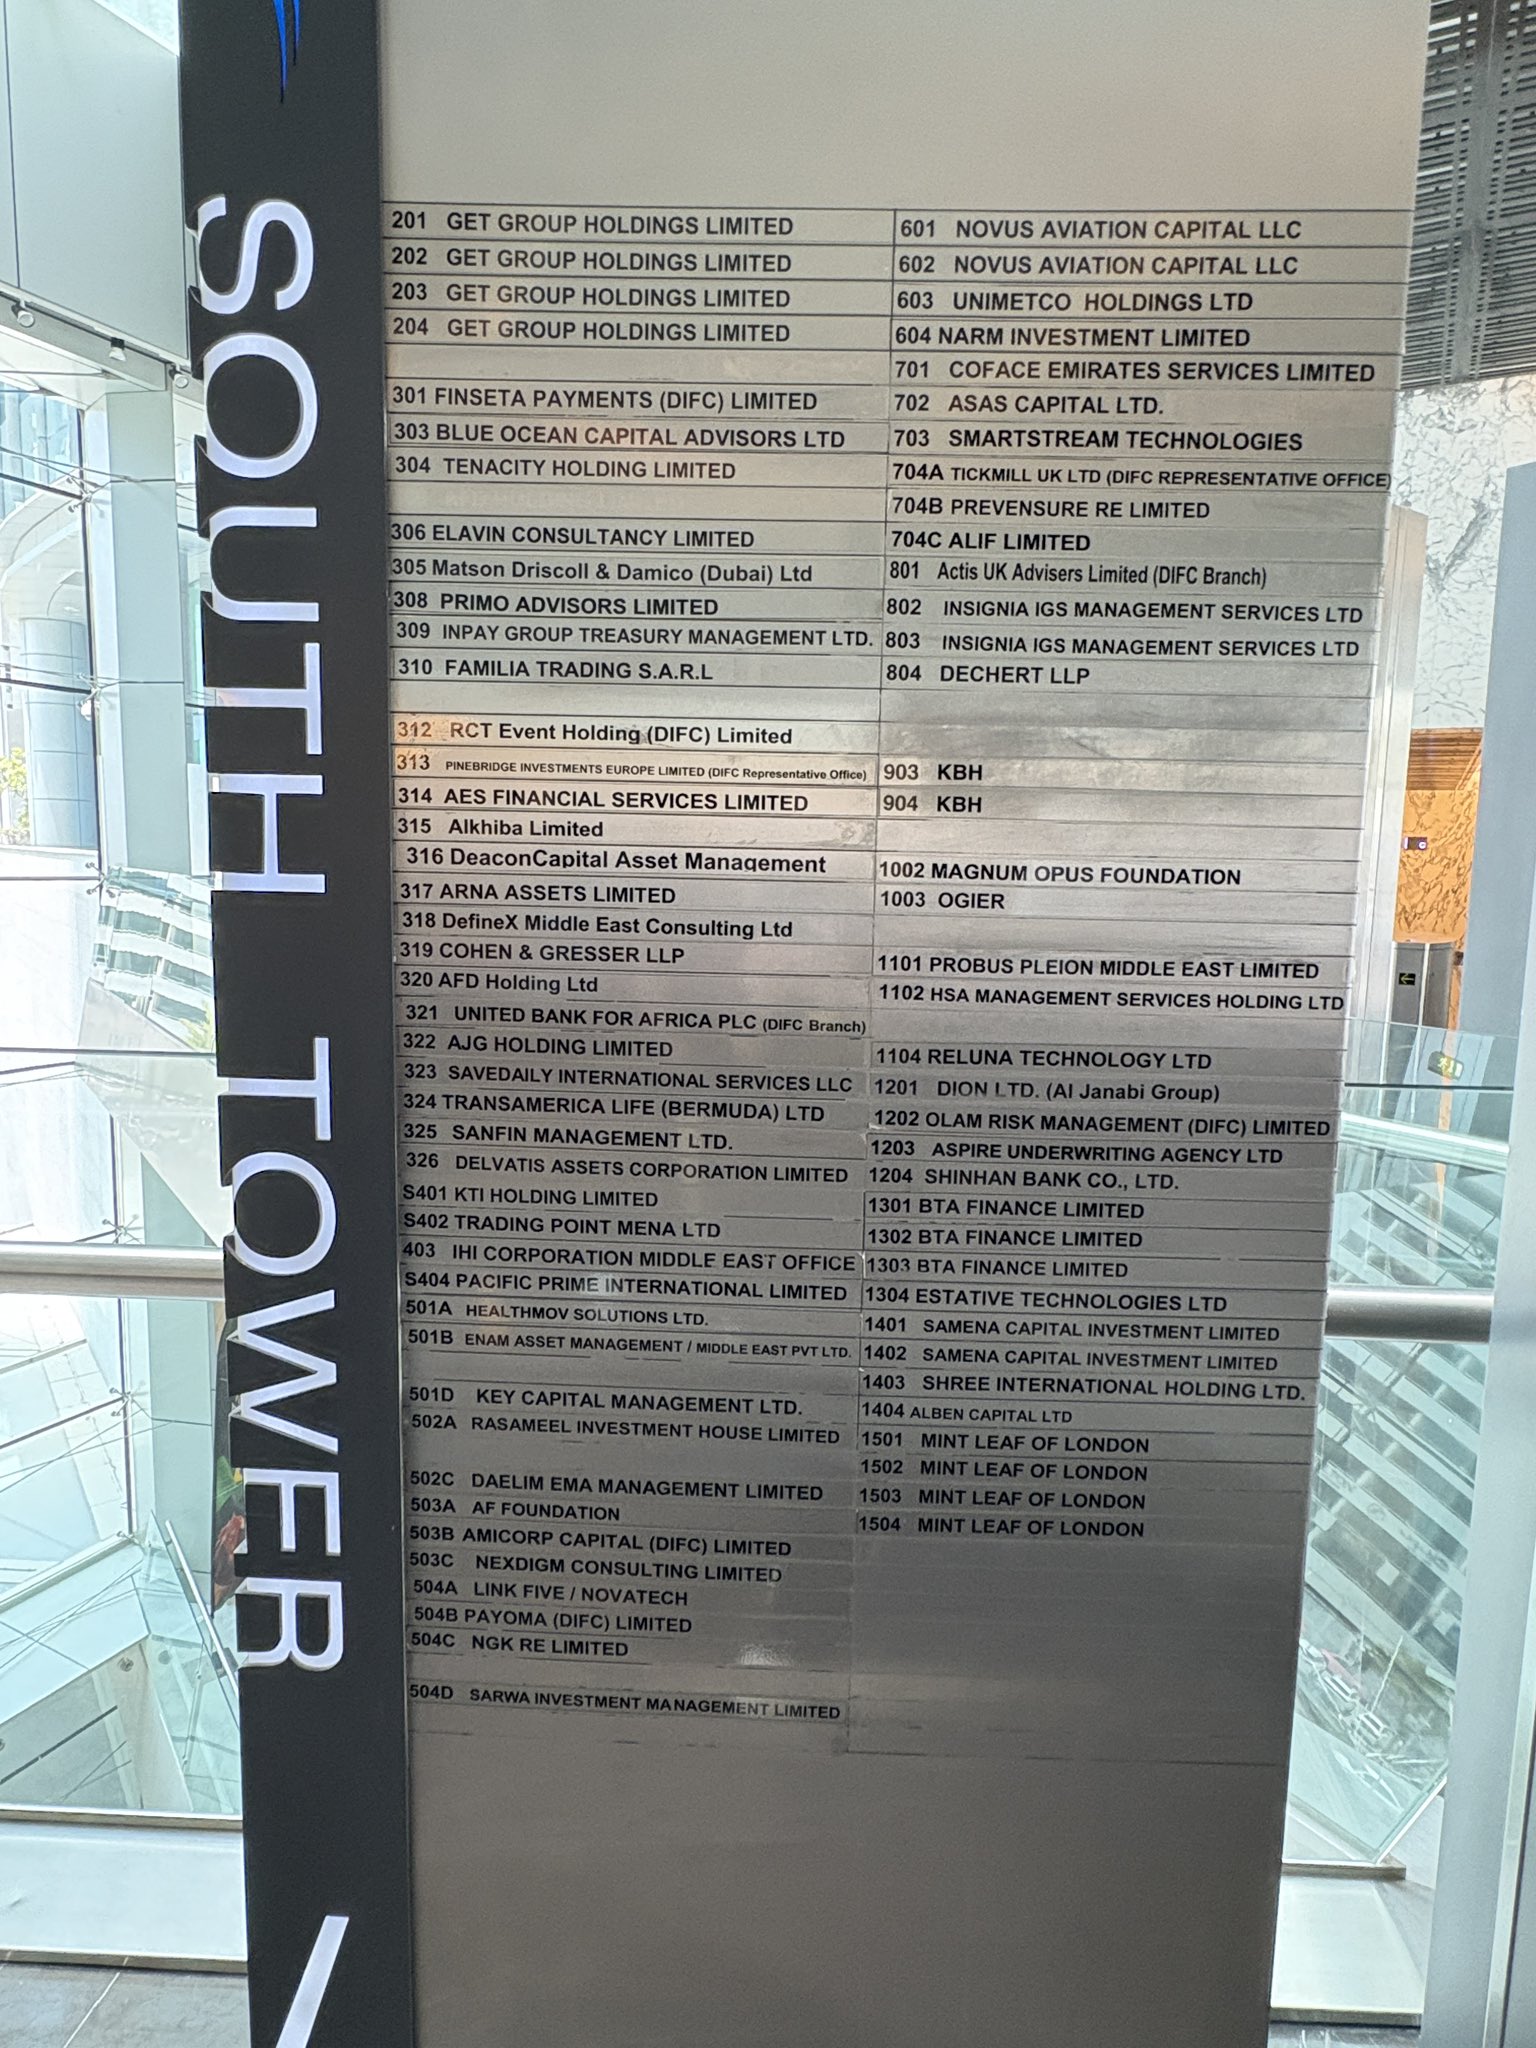 SOUTH TOWER
201 GET GROUP HOLDINGS LIMITED
202 GET GROUP HOLDINGS LIMITED
203 GET GROUP HOLDINGS LIMITED
204 GET GROUP HOLDINGS LIMITED
301 FINSETA PAYMENTS (DIFC) LIMITED
303 BLUE OCEAN CAPITAL ADVISORS LTD
304 TENACITY HOLDING LIMITED
306 ELAVIN CONSULTANCY LIMITED
305 Matson Driscoll & Damico (Dubai) Ltd
308 PRIMO ADVISORS LIMITED
309 INPAY GROUP TREASURY MANAGEMENT LTD.
310 FAMILIA TRADING S.A.R.L
312 RCT Event Holding (DIFC) Limited
313 PINEBRIDGE INVESTMENTS EUROPE LIMITED (DIFC Representative Office)
314 AES FINANCIAL SERVICES LIMITED
315 Alkhiba Limited
316 DeaconCapital Asset Management
317 ARNA ASSETS LIMITED
318 DefineX Middle East Consulting Ltd
319 COHEN & GRESSER LLP
320 AFD Holding Ltd
321 UNITED BANK FOR AFRICA PLC (DIFC Branch)
322 AJG HOLDING LIMITED
323 SAVEDAILY INTERNATIONAL SERVICES LLC
324 TRANSAMERICA LIFE (BERMUDA) LTD
325 SANFIN MANAGEMENT LTD.
326 DELVATIS ASSETS CORPORATION LIMITED
S401 KTI HOLDING LIMITED
S402 TRADING POINT MENA LTD
403 IHI CORPORATION MIDDLE EAST OFFICE
S404 PACIFIC PRIME INTERNATIONAL LIMITED
501A HEALTHMOV SOLUTIONS LTD.
501B ENAM ASSET MANAGEMENT / MIDDLE EAST PVT LTD.
501D KEY CAPITAL MANAGEMENT LTD.
502A RASAMEEL INVESTMENT HOUSE LIMITED
502C DAELIM EMA MANAGEMENT LIMITED
503A AF FOUNDATION
503B AMICORP CAPITAL (DIFC) LIMITED
503C NEXDIGM CONSULTING LIMITED
504A LINK FIVE / NOVATECH
504B PAYOMA (DIFC) LIMITED
504C NGK RE LIMITED
504D SARWA INVESTMENT MANAGEMENT LIMITED
601 NOVUS AVIATION CAPITAL LLC
602 NOVUS AVIATION CAPITAL LLC
603 UNIMETCO HOLDINGS LTD
604 NARM INVESTMENT LIMITED
701 COFACE EMIRATES SERVICES LIMITED
702 ASAS CAPITAL LTD.
703 SMARTSTREAM TECHNOLOGIES
704A TICKMILL UK LTD (DIFC REPRESENTATIVE OFFICE)
704B PREVENSURE RE LIMITED
704C ALIF LIMITED
801 Actis UK Advisers Limited (DIFC Branch)
802 INSIGNIA IGS MANAGEMENT SERVICES LTD
803 INSIGNIA IGS MANAGEMENT SERVICES LTD
804 DECHERT LLP
903 KBH
904 KBH
1002 MAGNUM OPUS FOUNDATION
1003 OGIER
1101 PROBUS PLEION MIDDLE EAST LIMITED
1102 HSA MANAGEMENT SERVICES HOLDING LTD
1104 RELUNA TECHNOLOGY LTD
1201 DION LTD. (Al Janabi Group)
1202 OLAM RISK MANAGEMENT (DIFC) LIMITED
1203 ASPIRE UNDERWRITING AGENCY LTD
1204 SHINHAN BANK CO., LTD.
1301 BTA FINANCE LIMITED
1302 BTA FINANCE LIMITED
1303 BTA FINANCE LIMITED
1304 ESTATIVE TECHNOLOGIES LTD
1401 SAMENA CAPITAL INVESTMENT LIMITED
1402 SAMENA CAPITAL INVESTMENT LIMITED
1403 SHREE INTERNATIONAL HOLDING LTD.
1404 ALBEN CAPITAL LTD
1501 MINT LEAF OF LONDON
1502 MINT LEAF OF LONDON
1503 MINT LEAF OF LONDON
1504 MINT LEAF OF LONDON